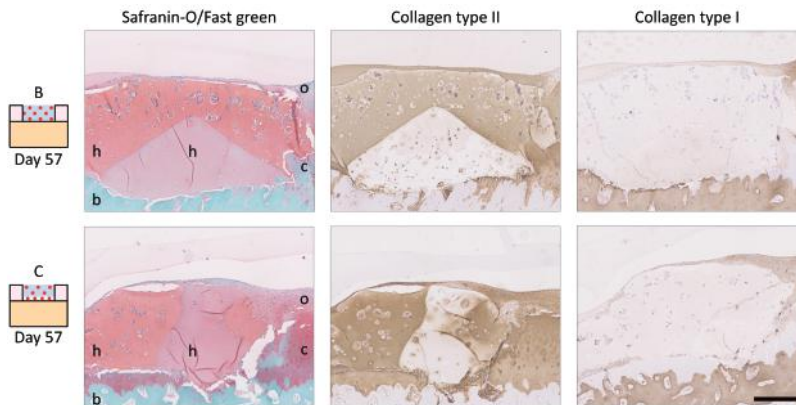 Safranin-O/Fast green Collagen type II Collagen type I
B
Day 57
o
h h
c
b
C
Day 57
o
h h c
b